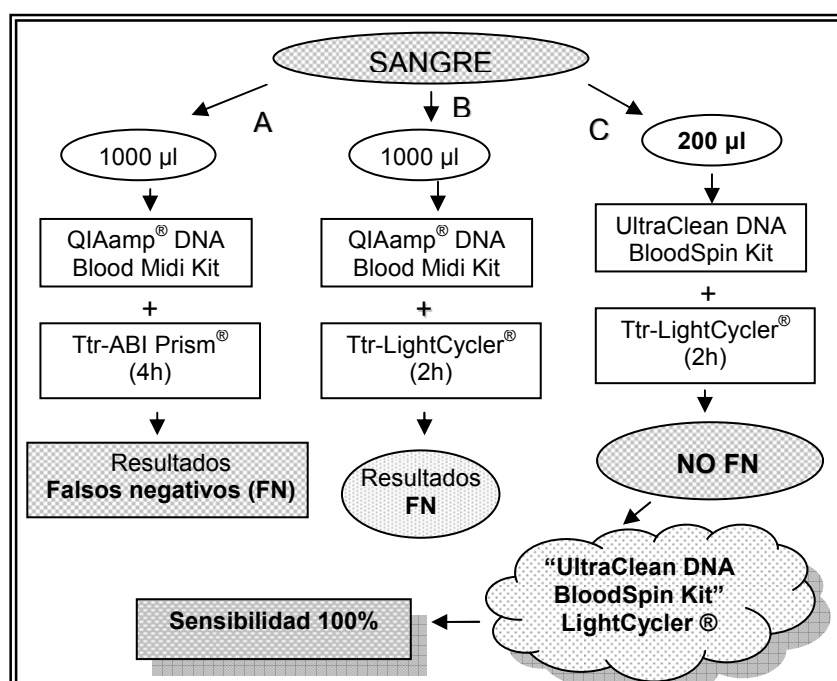 SANGRE
A
B
C
1000 µl
1000 µl
200 µl
QIAamp® DNA
Blood Midi Kit
QIAamp® DNA
Blood Midi Kit
UltraClean DNA
BloodSpin Kit
+
+
+
Ttr-ABI Prism®
(4h)
Ttr-LightCycler®
(2h)
Ttr-LightCycler®
(2h)
Resultados
Falsos negativos (FN)
Resultados
FN
NO FN
“UltraClean DNA
BloodSpin Kit”
LightCycler ®
Sensibilidad 100%